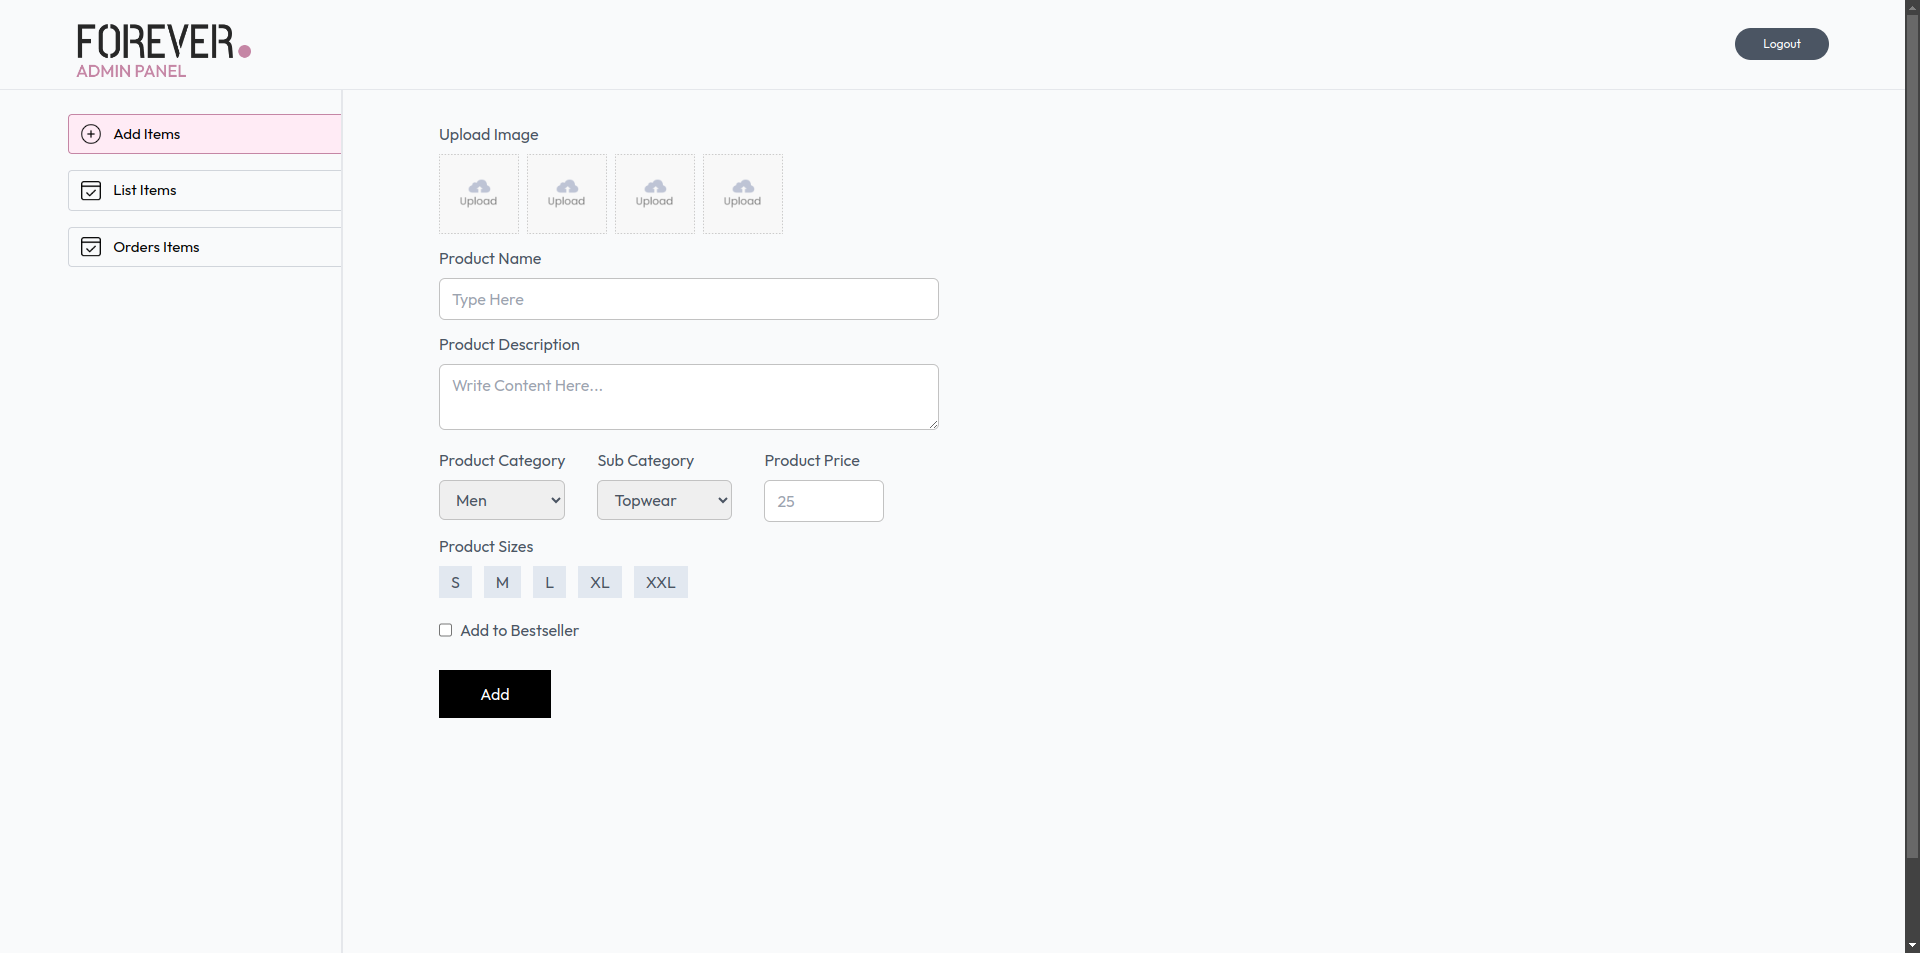 FOREVER.
ADMIN PANEL
Logout
Add Items
List Items
Orders Items
Upload Image
Upload Upload Upload Upload
Product Name
Type Here
Product Description
Write Content Here...
Product Category Sub Category Product Price
Men Topwear 25
Product Sizes
S M L XL XXL
Add to Bestseller
Add